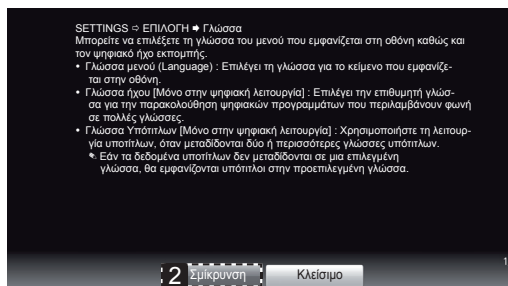 SETTINGS ⇨ ΕΠΙΛΟΓΗ ➧ Γλώσσα
Μπορείτε να επιλέξετε τη γλώσσα του μενού που εμφανίζεται στη οθόνη καθώς και
τον ψηφιακό ήχο εκπομπής.
• Γλώσσα μενού (Language) : Επιλέγει τη γλώσσα για το κείμενο που εμφανίζε-
ται στην οθόνη.
• Γλώσσα ήχου [Μόνο στην ψηφιακή λειτουργία] : Επιλέγει την επιθυμητή γλώσ-
σα για την παρακολούθηση ψηφιακών προγραμμάτων που περιλαμβάνουν φωνή
σε πολλές γλώσσες.
• Γλώσσα Υπότιτλων [Μόνο στην ψηφιακή λειτουργία] : Χρησιμοποιήστε τη λειτουρ-
γία υποτίτλων, όταν μεταδίδονται δύο ή περισσότερες γλώσσες υπότιτλων.
✎ Εάν τα δεδομένα υποτίτλων δεν μεταδίδονται σε μια επιλεγμένη
γλώσσα, θα εμφανίζονται υπότιτλοι στην προεπιλεγμένη γλώσσα.
1
2 Σμίκρυνση Κλείσιμο